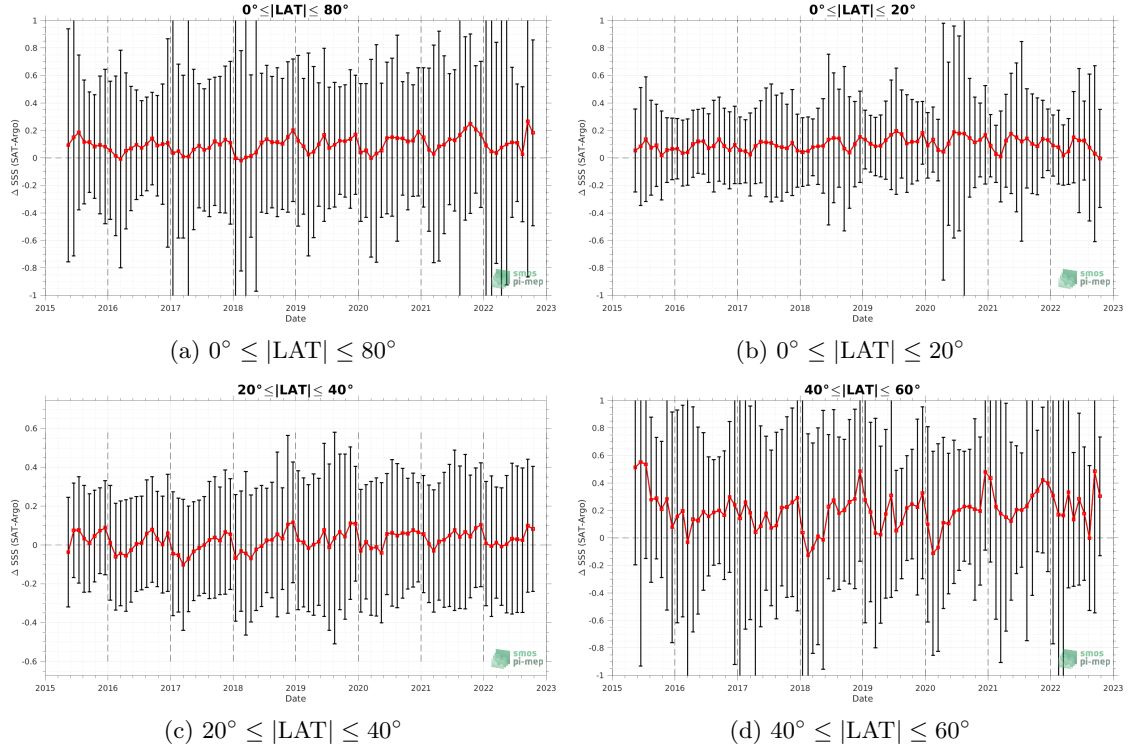 0°≤|LAT|≤ 80°
1
0.8
0.6
0.4
0.2
0
-0.2
-0.4
-0.6
-0.8
-1
Δ SSS (SAT-Argo)
2015 2016 2017 2018 2019 2020 2021 2022 2023
Date
smos
pi-mep
(a) 0° ≤ |LAT| ≤ 80°
0°≤|LAT|≤ 20°
1
0.8
0.6
0.4
0.2
0
-0.2
-0.4
-0.6
-0.8
-1
Δ SSS (SAT-Argo)
2015 2016 2017 2018 2019 2020 2021 2022 2023
Date
smos
pi-mep
(b) 0° ≤ |LAT| ≤ 20°
20°≤|LAT|≤ 40°
0.6
0.4
0.2
0
-0.2
-0.4
-0.6
Δ SSS (SAT-Argo)
2015 2016 2017 2018 2019 2020 2021 2022 2023
Date
smos
pi-mep
(c) 20° ≤ |LAT| ≤ 40°
40°≤|LAT|≤ 60°
1
0.8
0.6
0.4
0.2
0
-0.2
-0.4
-0.6
-0.8
-1
Δ SSS (SAT-Argo)
2015 2016 2017 2018 2019 2020 2021 2022 2023
Date
smos
pi-mep
(d) 40° ≤ |LAT| ≤ 60°